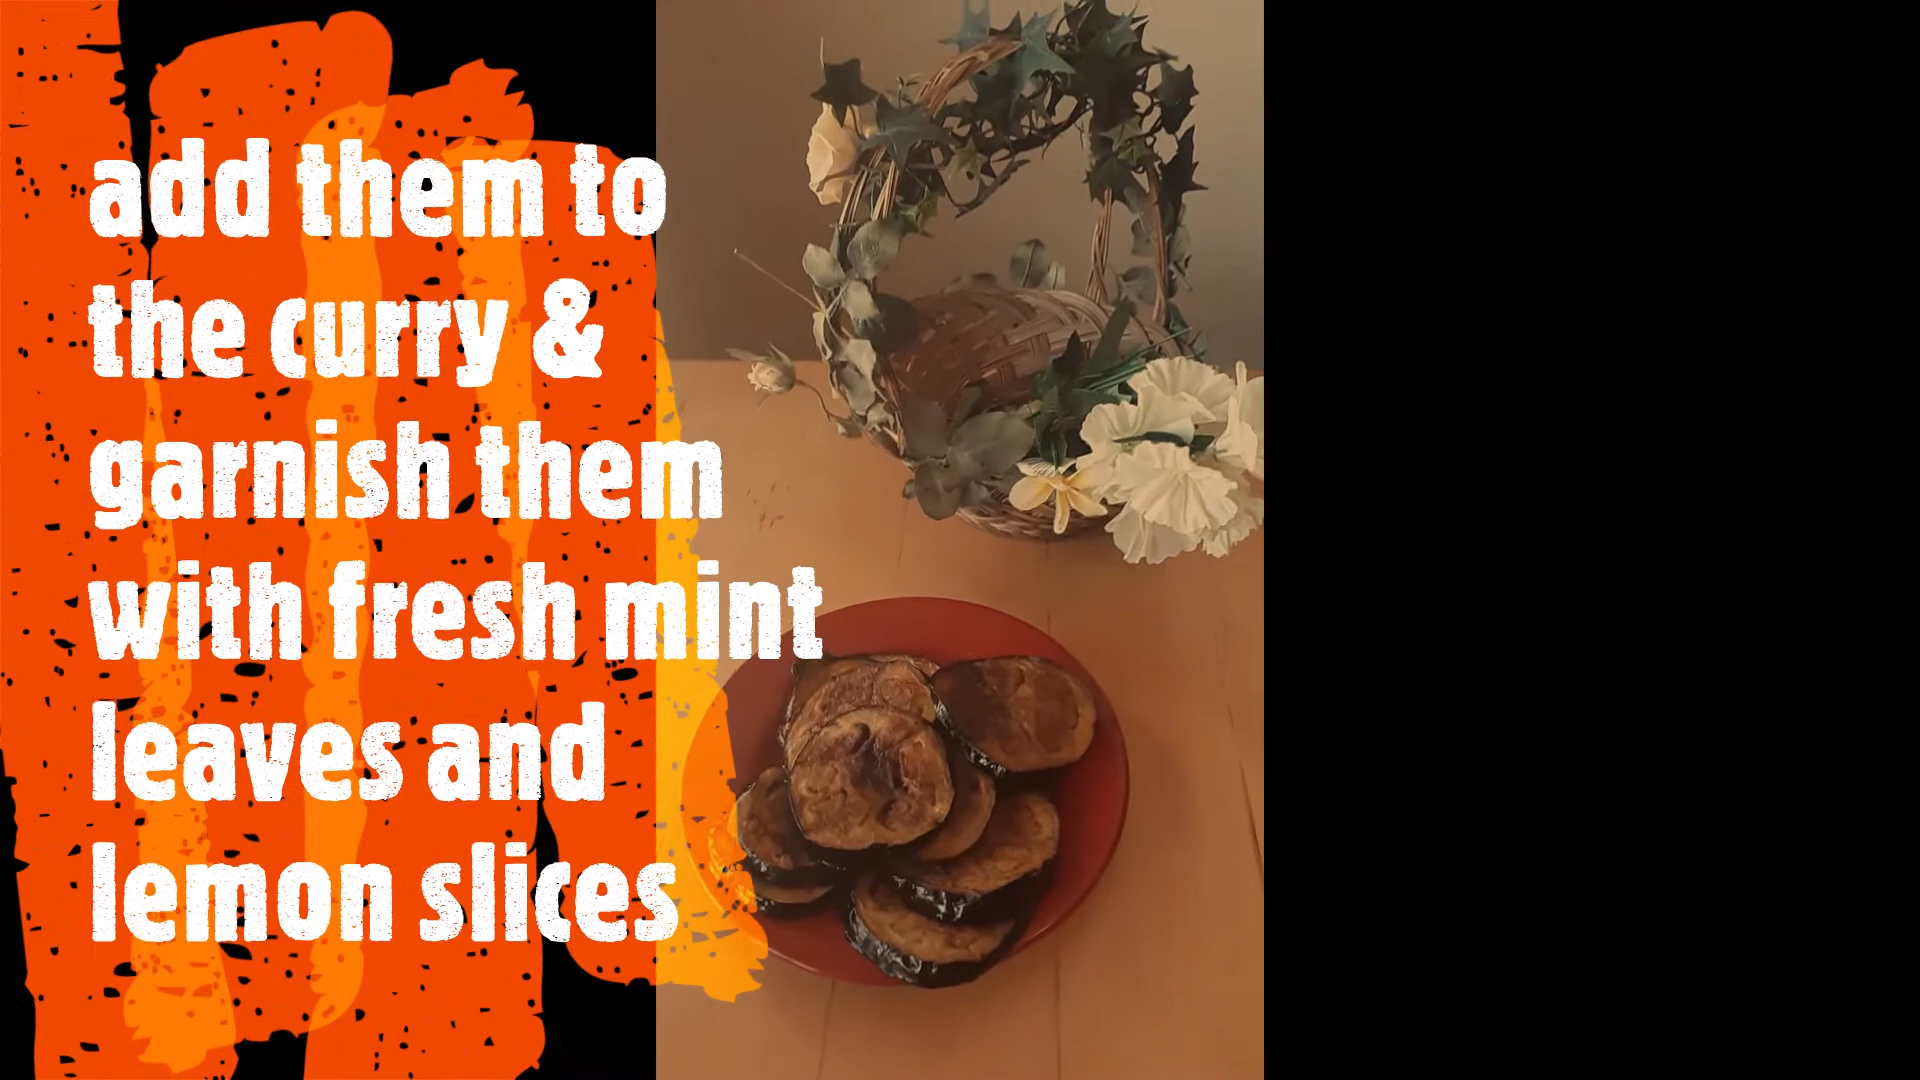 add them to
the curry &
garnish them
with fresh mint
leaves and
lemon slices